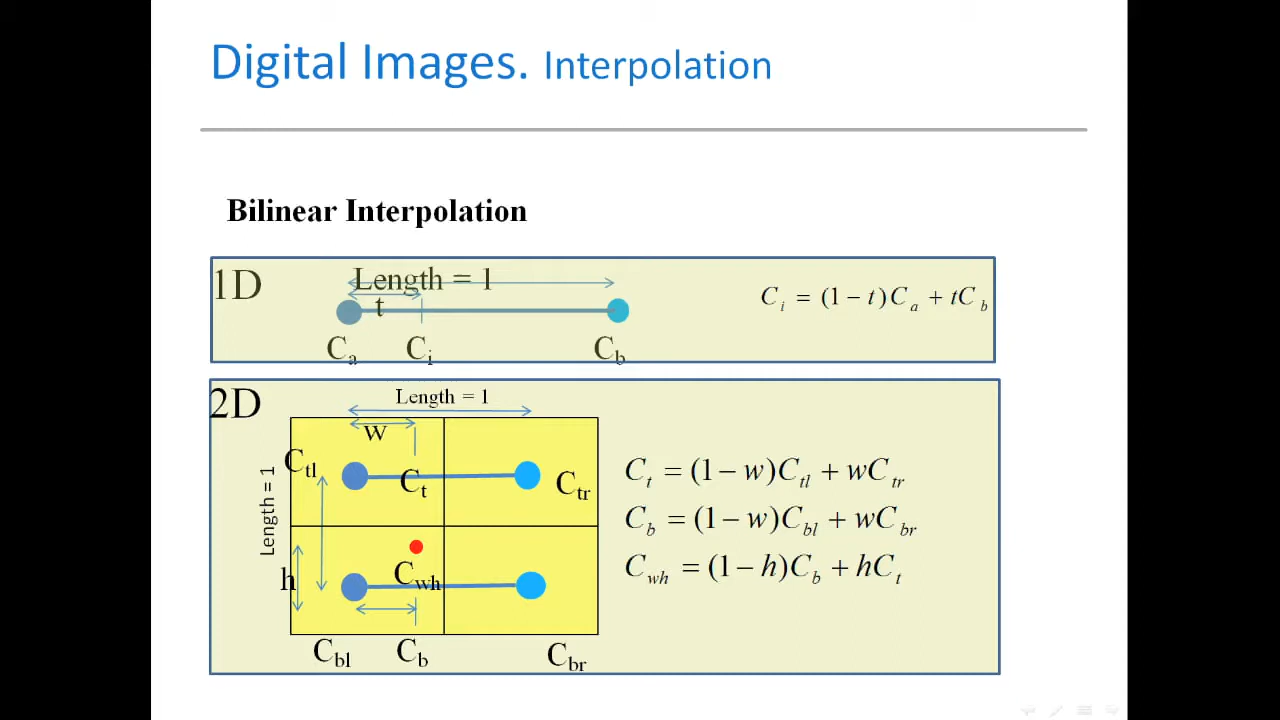 Digital Images. Interpolation
Bilinear Interpolation
1D
Length = 1
t
C_a
C_i
C_b
C_i = (1 − t)C_a + tC_b
2D
Length = 1
w
C_tl
C_t
C_tr
Length = 1
h
C_wh
C_bl
C_b
C_br
C_t = (1 − w)C_tl + wC_tr
C_b = (1 − w)C_bl + wC_br
C_wh = (1 − h)C_b + hC_t